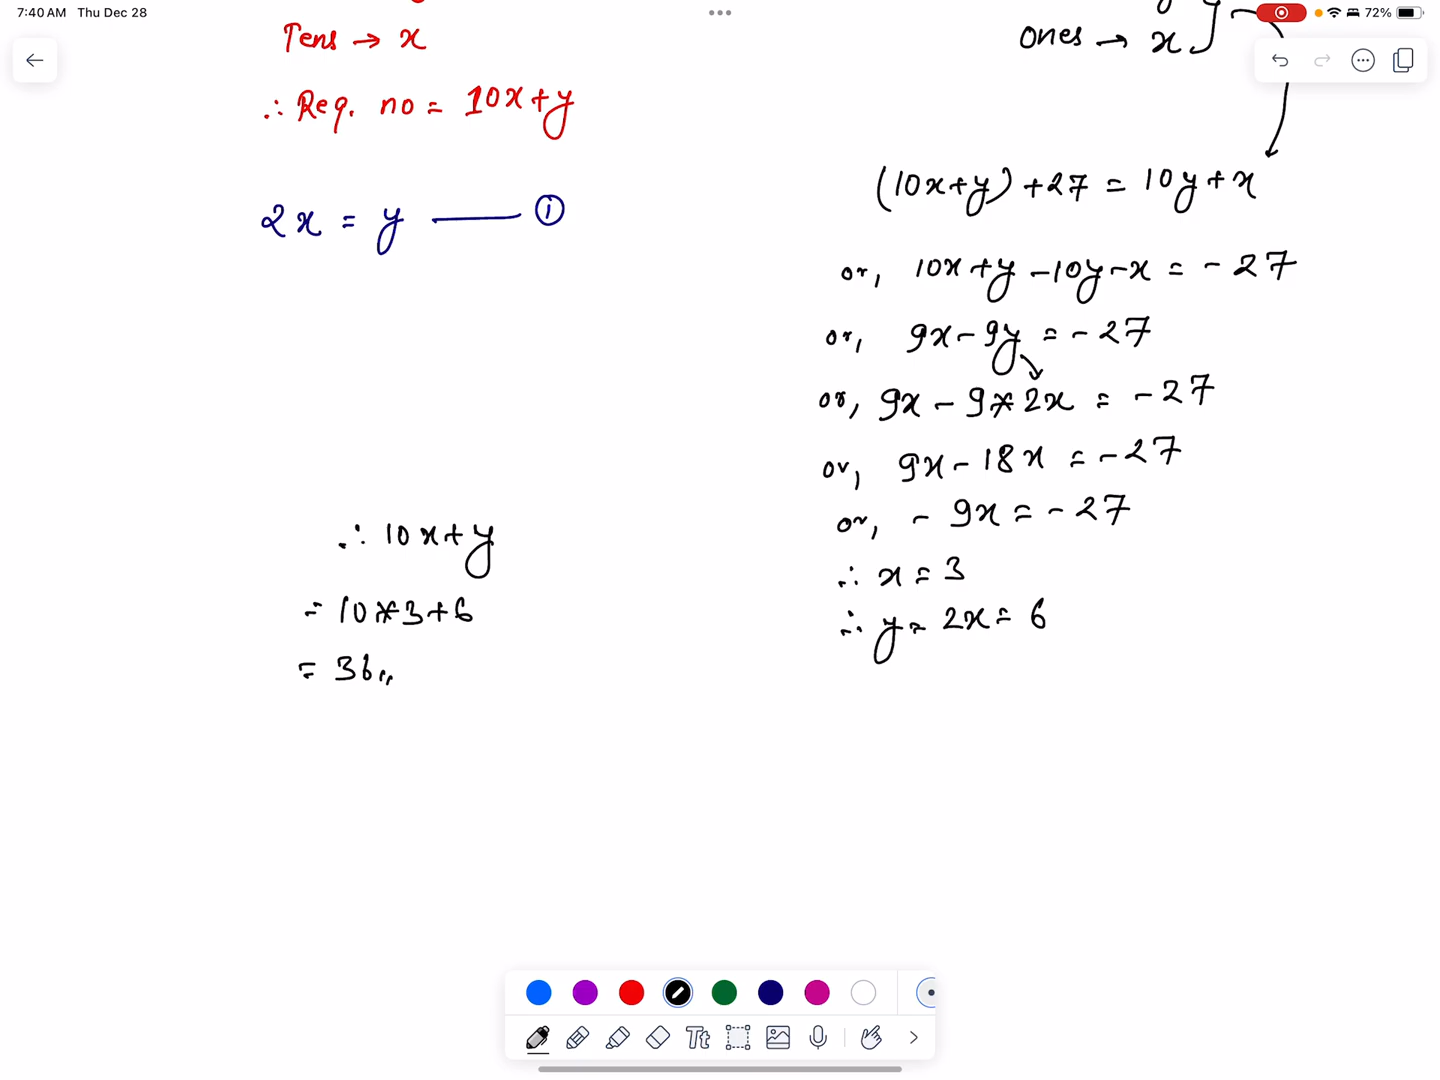 7:40 AM Thu Dec 28
72%
Tens → x
∴ Req. no = 10x+y
2x = y —— ①
∴ 10x+y
= 10*3+6
= 36,,
ones → x
(10x+y)+27 = 10y+x
or, 10x+y-10y-x = -27
or, 9x-9y = -27
or, 9x - 9*2x = -27
or, 9x-18x = -27
or, -9x = -27
∴ x = 3
∴ y = 2x = 6
Tt